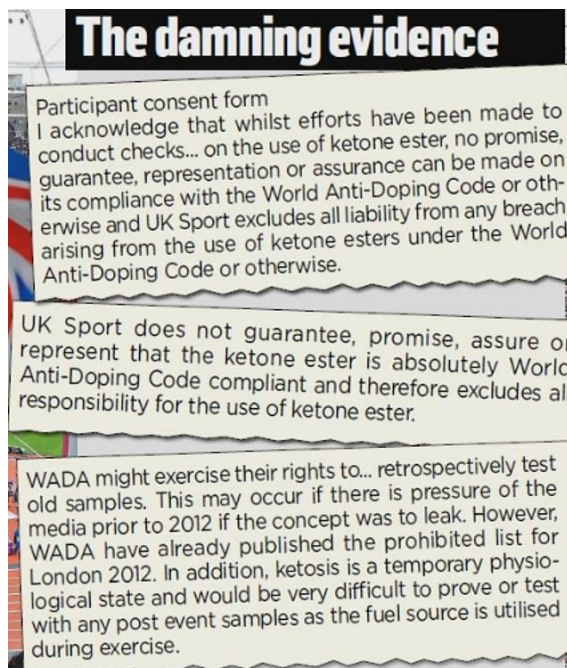 The damning evidence
Participant consent form
I acknowledge that whilst efforts have been made to
conduct checks... on the use of ketone ester, no promise,
guarantee, representation or assurance can be made on
its compliance with the World Anti-Doping Code or oth-
erwise and UK Sport excludes all liability from any breach
arising from the use of ketone esters under the World
Anti-Doping Code or otherwise.
UK Sport does not guarantee, promise, assure or
represent that the ketone ester is absolutely World
Anti-Doping Code compliant and therefore excludes al
responsibility for the use of ketone ester.
WADA might exercise their rights to... retrospectively test
old samples. This may occur if there is pressure of the
media prior to 2012 if the concept was to leak. However,
WADA have already published the prohibited list for
London 2012. In addition, ketosis is a temporary physio-
logical state and would be very difficult to prove or test
with any post event samples as the fuel source is utilised
during exercise.